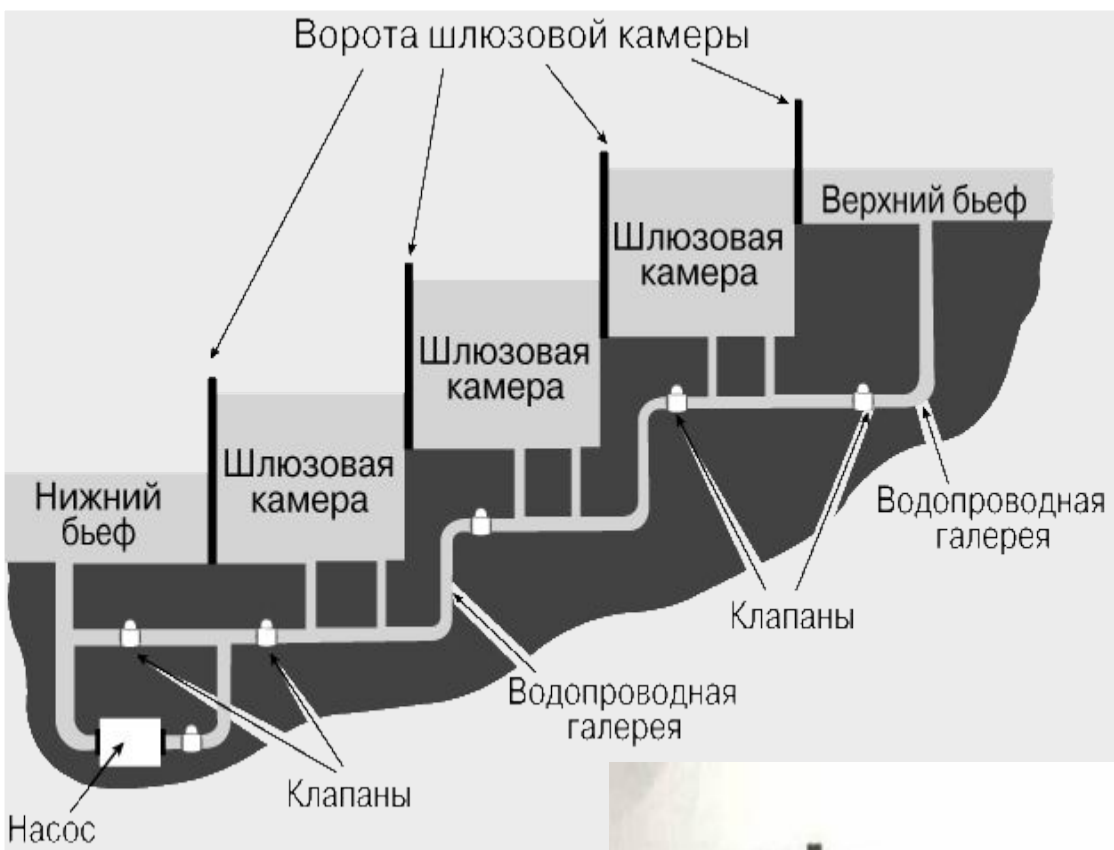 Ворота шлюзовой камеры
Верхний бьеф
Шлюзовая
камера
Шлюзовая
камера
Шлюзовая
камера
Нижний
бьеф
Водопроводная
галерея
Клапаны
Водопроводная
галерея
Клапаны
Насос